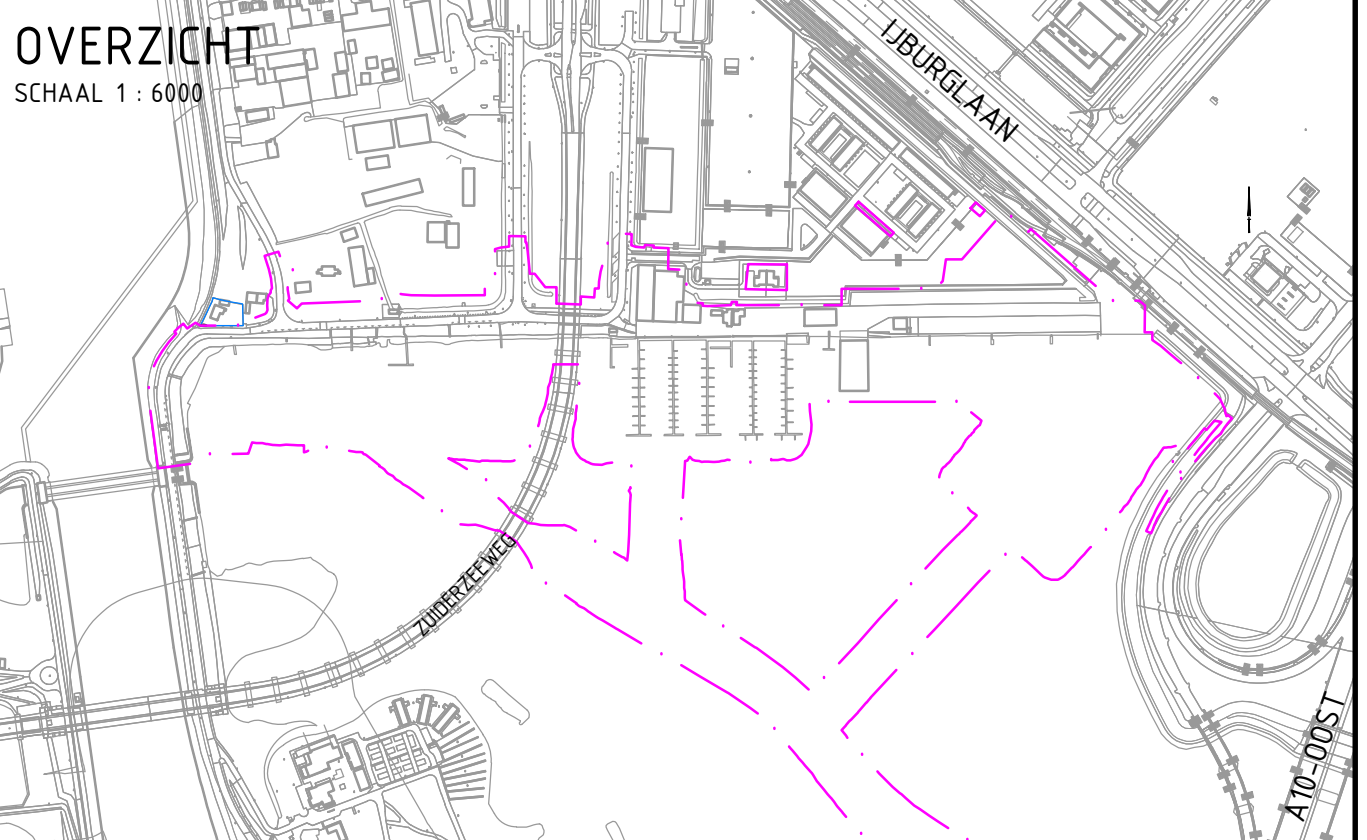 OVERZICHT
SCHAAL 1 : 6000
IJBURGLAAN
ZUIDERZEEWEG
A10-OOST